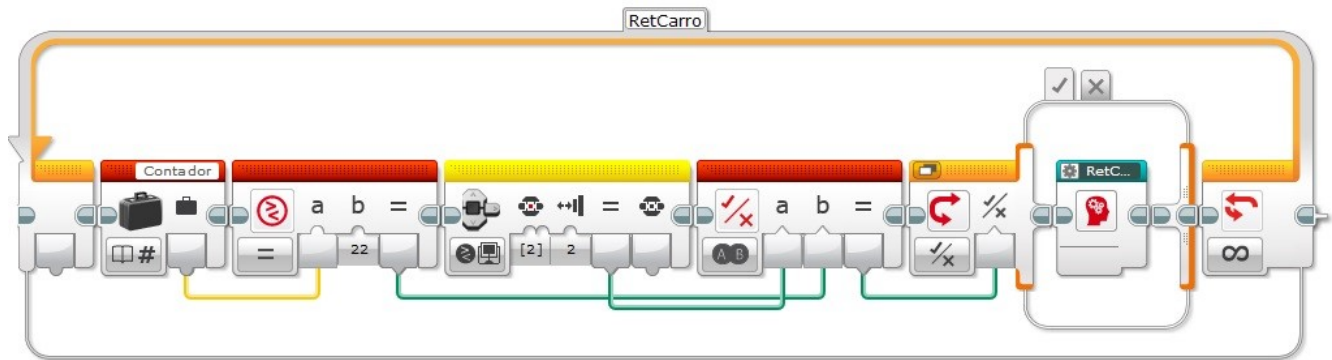 RetCarro
Contador
RetC...
a b =
=
a b =
#
=
22
[2]
2
A B
∞